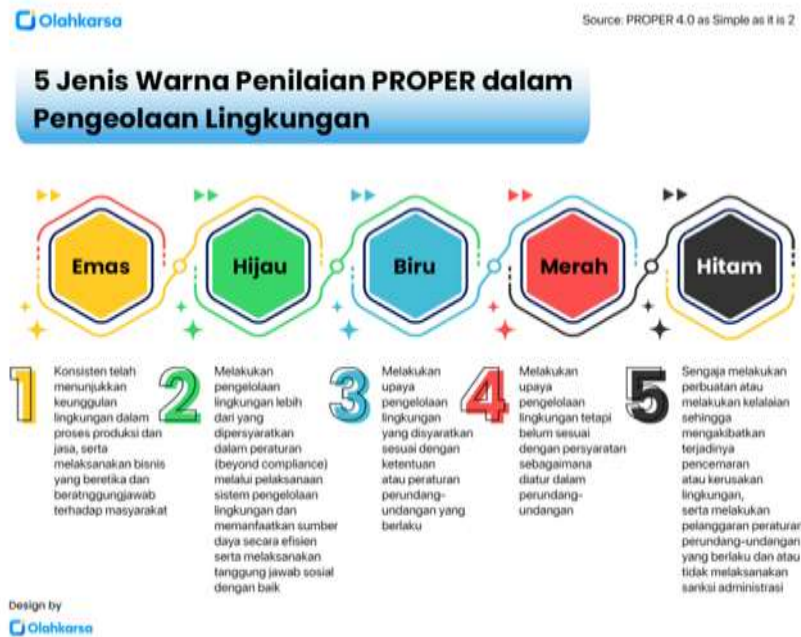 Olahkarsa
Source: PROPER 4.0 as Simple as it is 2
5 Jenis Warna Penilaian PROPER dalam
Pengeolaan Lingkungan
Emas
Hijau
Biru
Merah
Hitam
1
Konsisten telah
menunjukkan
keunggulan
lingkungan dalam
proses produksi dan
jasa, serta
melaksanakan bisnis
yang beretika dan
beratnggungjawab
terhadap masyarakat
2
Melakukan
pengelolaan
lingkungan lebih
dari yang
dipersyaratkan
dalam peraturan
(beyond compliance)
melalui pelaksanaan
sistem pengelolaan
lingkungan dan
memanfaatkan sumber
daya secara efisien
serta melaksanakan
tanggung jawab sosial
dengan baik
3
Melakukan
upaya
pengelolaan
lingkungan
yang disyaratkan
sesuai dengan
ketentuan
atau peraturan
perundang-
undangan yang
berlaku
4
Melakukan
upaya
pengelolaan
lingkungan tetapi
belum sesuai
dengan persyaratan
sebagaimana
diatur dalam
perundang-
undangan
5
Sengaja melakukan
perbuatan atau
melakukan kelalaian
sehingga
mengakibatkan
terjadinya
pencemaran
atau kerusakan
lingkungan,
serta melakukan
pelanggaran peraturan
perundang-undangan
yang berlaku dan atau
tidak melaksanakan
sanksi administrasi
Design by
Olahkarsa